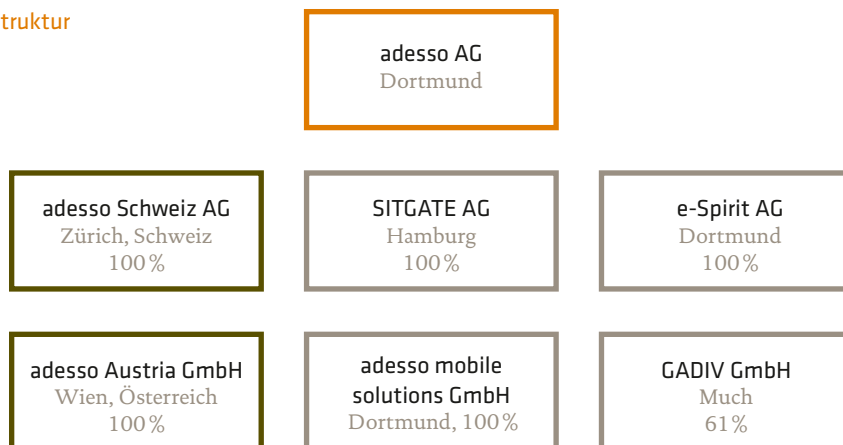 truktur
adesso AG
Dortmund
adesso Schweiz AG
Zürich, Schweiz
100 %
SITGATE AG
Hamburg
100 %
e-Spirit AG
Dortmund
100 %
adesso Austria GmbH
Wien, Österreich
100 %
adesso mobile
solutions GmbH
Dortmund, 100 %
GADIV GmbH
Much
61 %